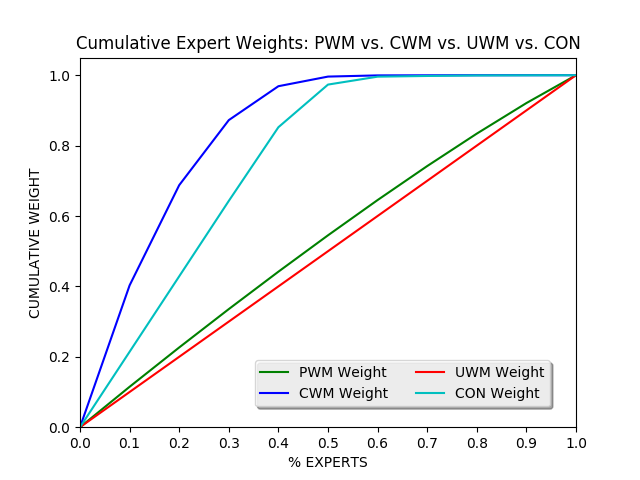 Cumulative Expert Weights: PWM vs. CWM vs. UWM vs. CON
CUMULATIVE WEIGHT
1.0
0.8
0.6
0.4
0.2
0.0
PWM Weight UWM Weight
CWM Weight CON Weight
0.0 0.1 0.2 0.3 0.4 0.5 0.6 0.7 0.8 0.9 1.0
% EXPERTS